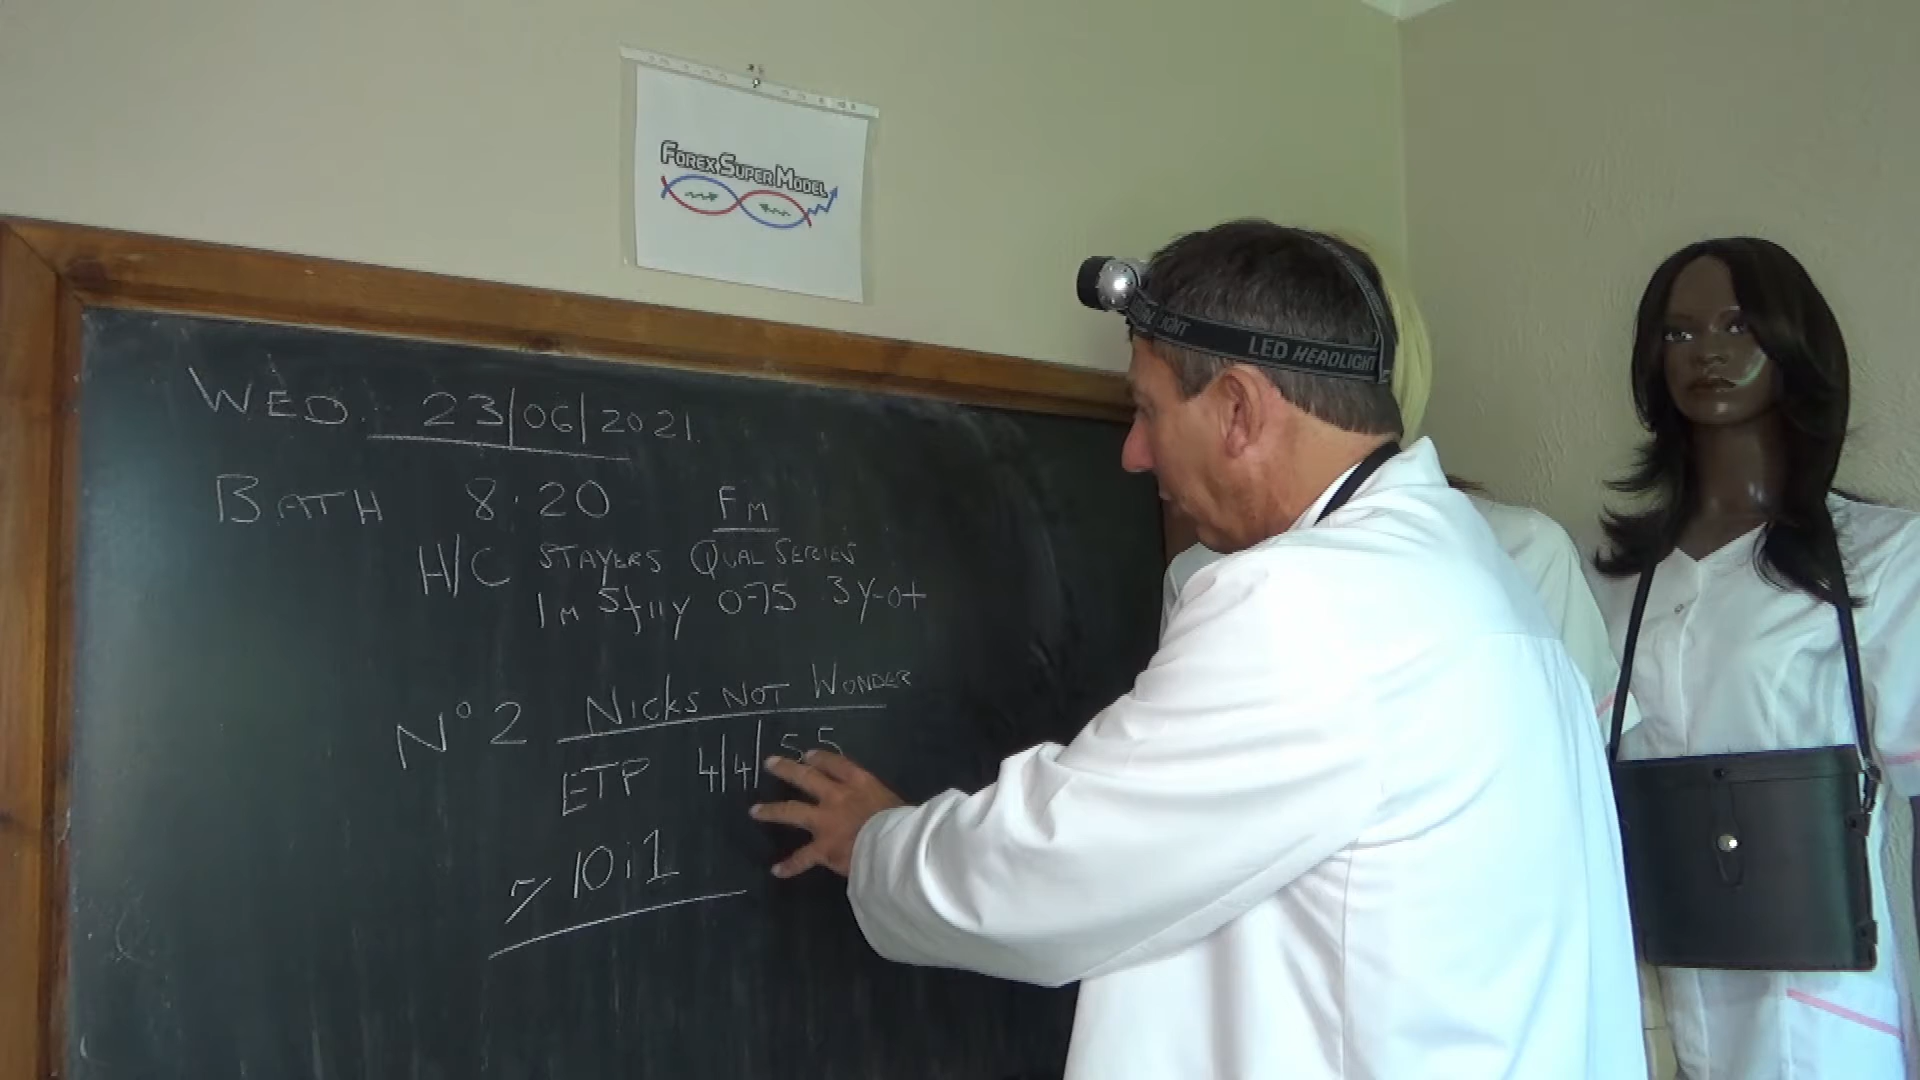 FOREX SUPER MODEL
LED HEADLIGHT
WED. 23/06/2021.
BATH 8.20 FM
H/C STAYERS QUAL SERIES
1M 5f 11y 0-75 3y-o+
Nº 2 NICKS NOT WONDER
ETP 4/4/5.5
10/1